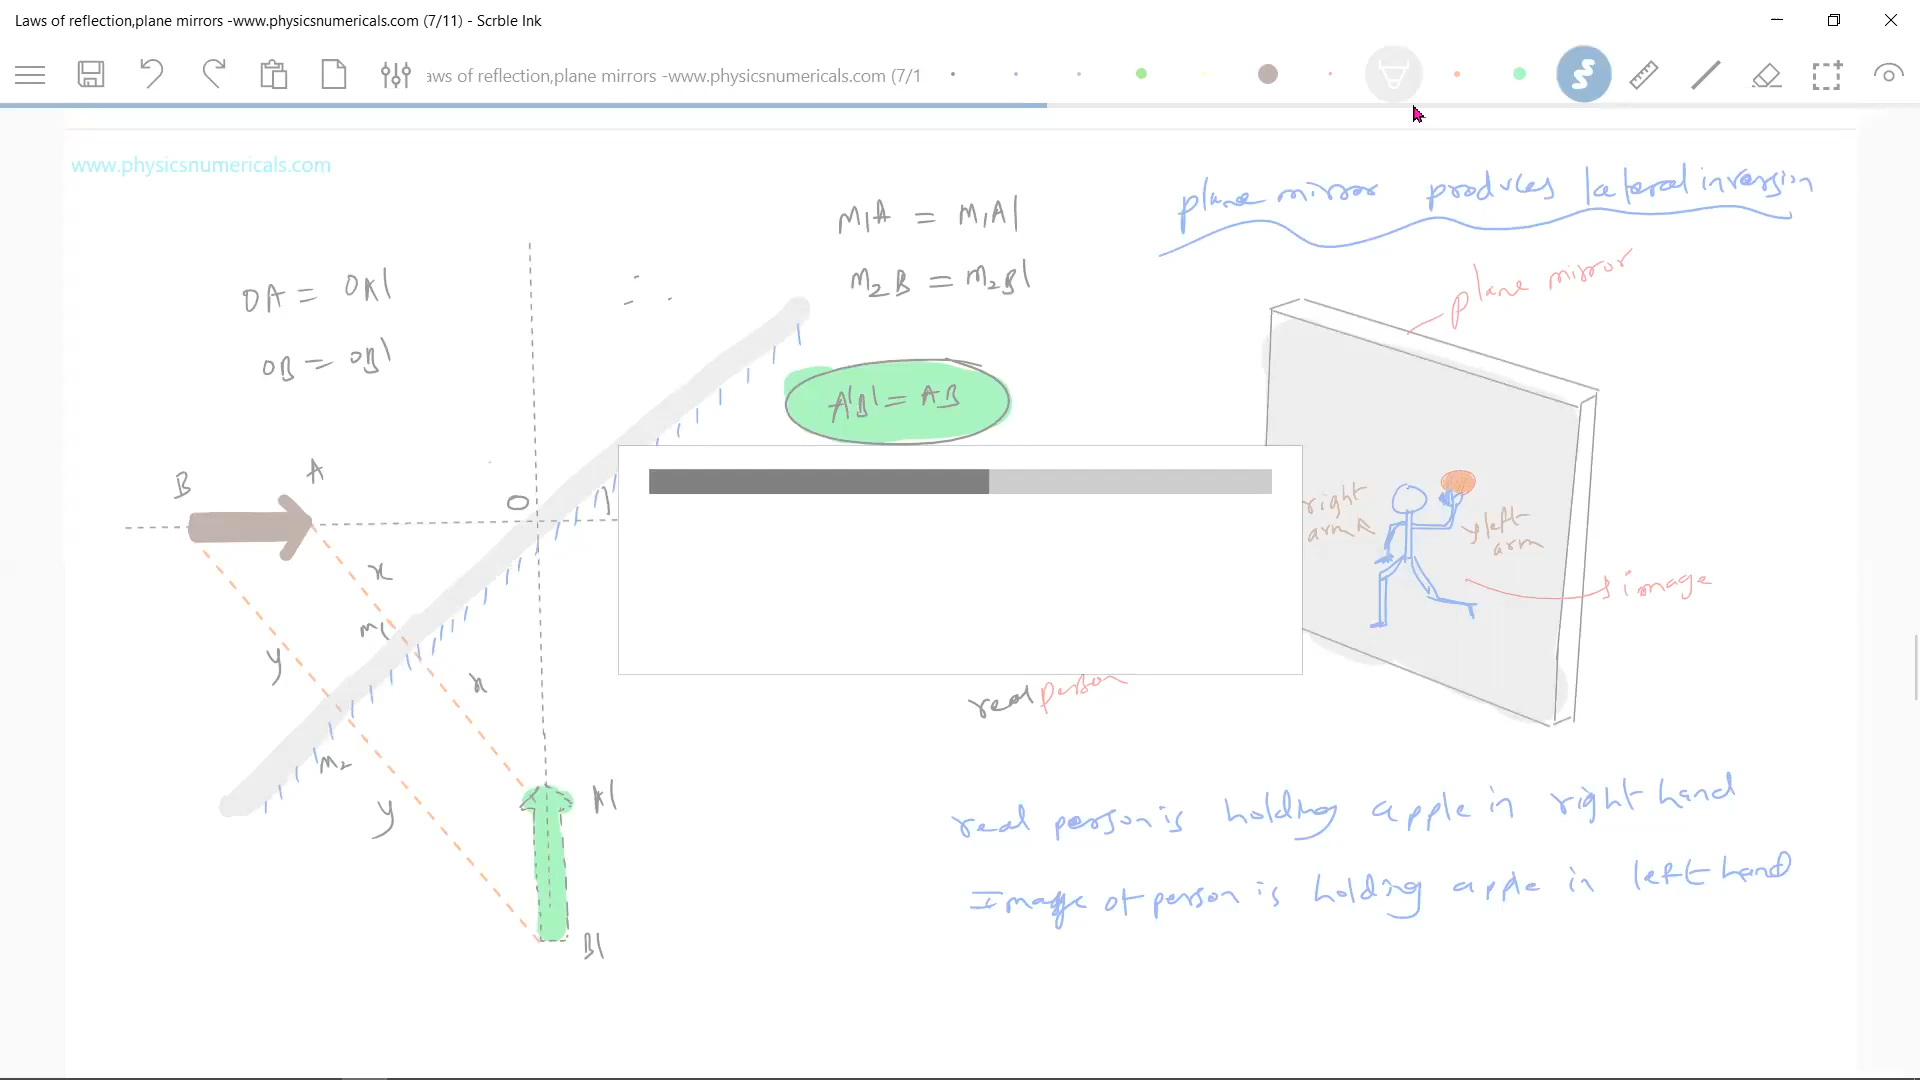 Laws of reflection,plane mirrors -www.physicsnumericals.com (7/11) - Scrble Ink
aws of reflection,plane mirrors -www.physicsnumericals.com (7/1
www.physicsnumericals.com
OA = OA|
OB = OB|
∴
M1A = M1A|
M2B = M2B|
A'B' = AB
B
A
O
x
M1
y
x
M2
y
A|
B|
plane mirror produces lateral inversion
plane mirror
right
arm
left
arm
image
real person
real person is holding apple in right hand
Image of person is holding apple in left hand